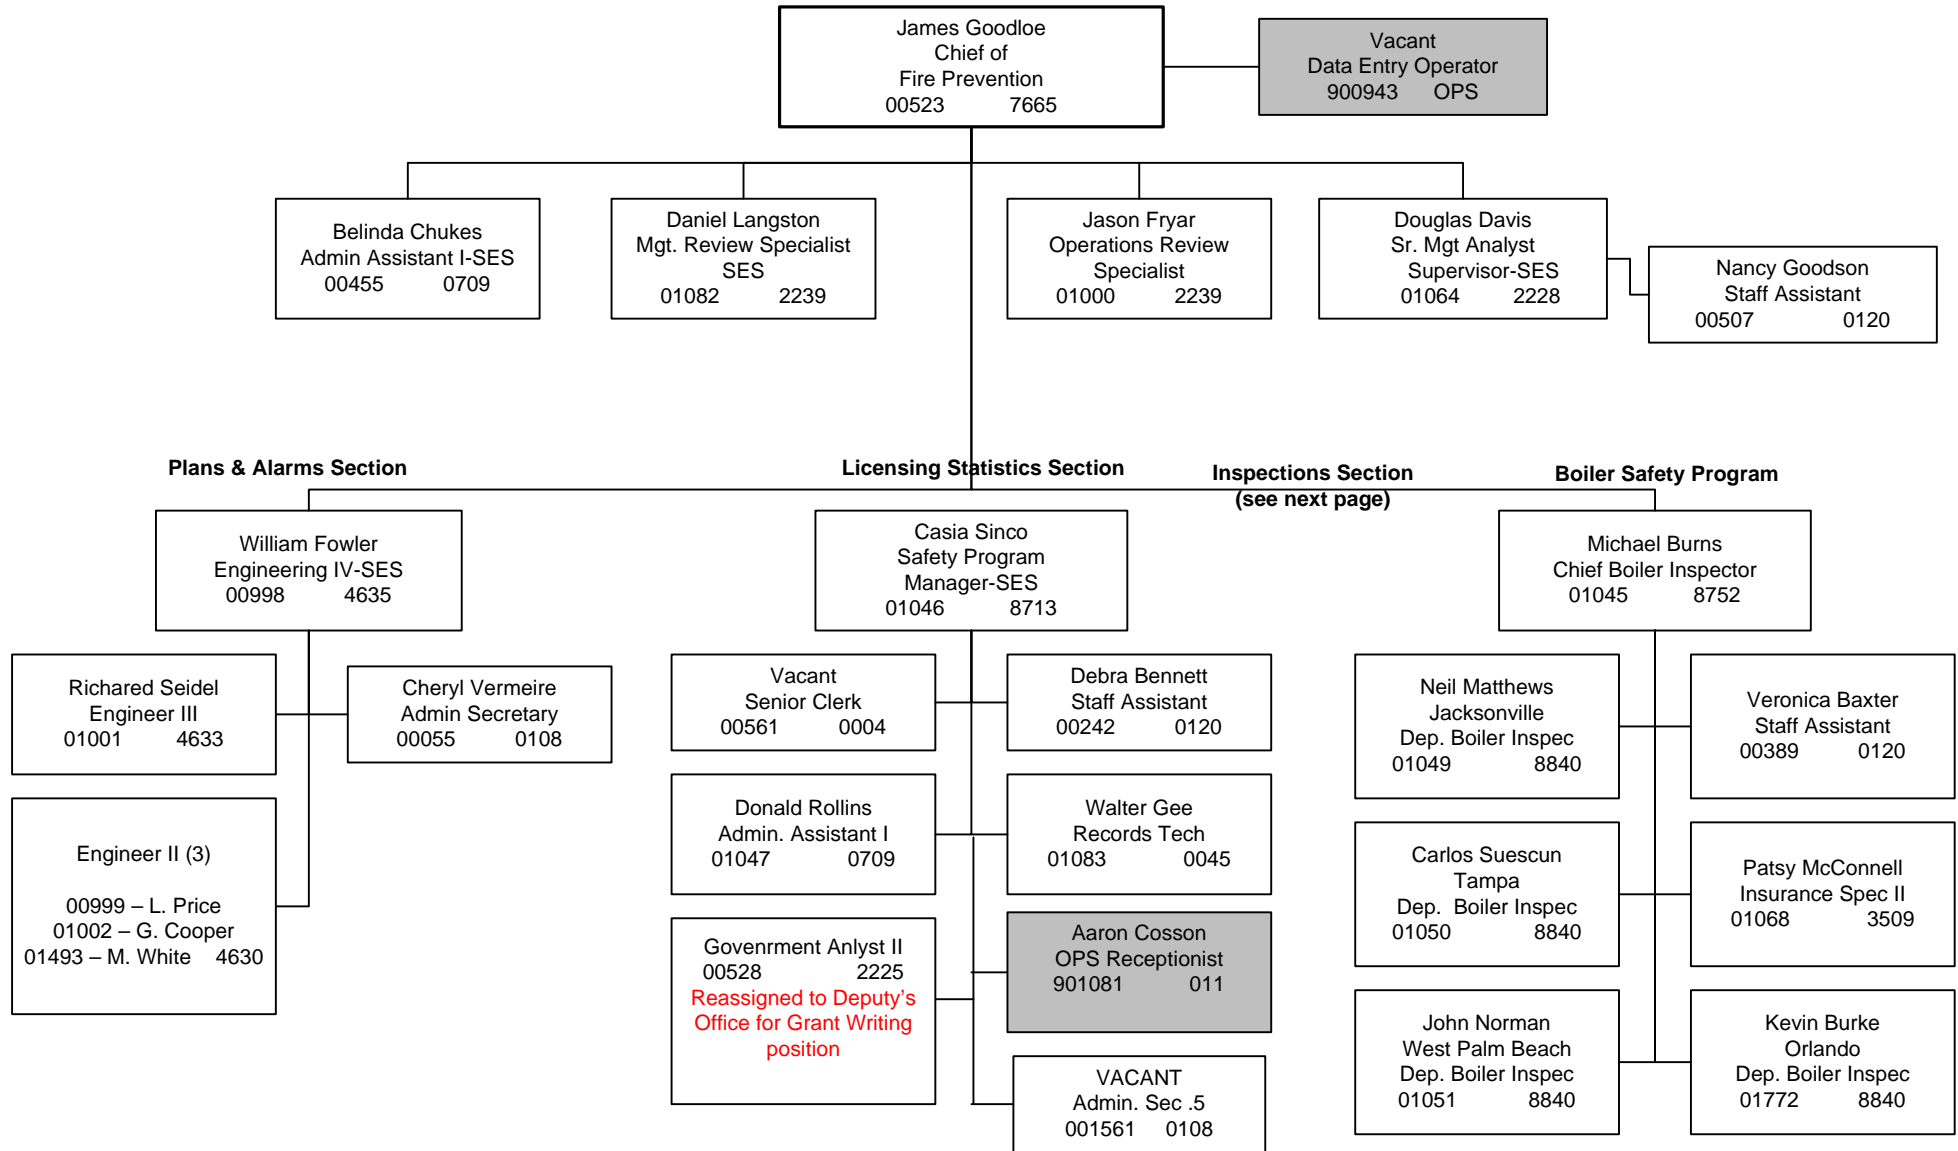 James Goodloe
Chief of
Fire Prevention
00523 7665
Vacant
Data Entry Operator
900943 OPS
Belinda Chukes
Admin Assistant I-SES
00455 0709
Daniel Langston
Mgt. Review Specialist
SES
01082 2239
Jason Fryar
Operations Review
Specialist
01000 2239
Douglas Davis
Sr. Mgt Analyst
Supervisor-SES
01064 2228
Nancy Goodson
Staff Assistant
00507 0120
Plans & Alarms Section
Licensing Statistics Section
Inspections Section
(see next page)
Boiler Safety Program
William Fowler
Engineering IV-SES
00998 4635
Casia Sinco
Safety Program
Manager-SES
01046 8713
Michael Burns
Chief Boiler Inspector
01045 8752
Richared Seidel
Engineer III
01001 4633
Cheryl Vermeire
Admin Secretary
00055 0108
Engineer II (3)
00999 – L. Price
01002 – G. Cooper
01493 – M. White 4630
Vacant
Senior Clerk
00561 0004
Debra Bennett
Staff Assistant
00242 0120
Donald Rollins
Admin. Assistant I
01047 0709
Walter Gee
Records Tech
01083 0045
Govenrment Anlyst II
00528 2225
Reassigned to Deputy’s
Office for Grant Writing
position
Aaron Cosson
OPS Receptionist
901081 011
VACANT
Admin. Sec .5
001561 0108
Neil Matthews
Jacksonville
Dep. Boiler Inspec
01049 8840
Veronica Baxter
Staff Assistant
00389 0120
Carlos Suescun
Tampa
Dep. Boiler Inspec
01050 8840
Patsy McConnell
Insurance Spec II
01068 3509
John Norman
West Palm Beach
Dep. Boiler Inspec
01051 8840
Kevin Burke
Orlando
Dep. Boiler Inspec
01772 8840